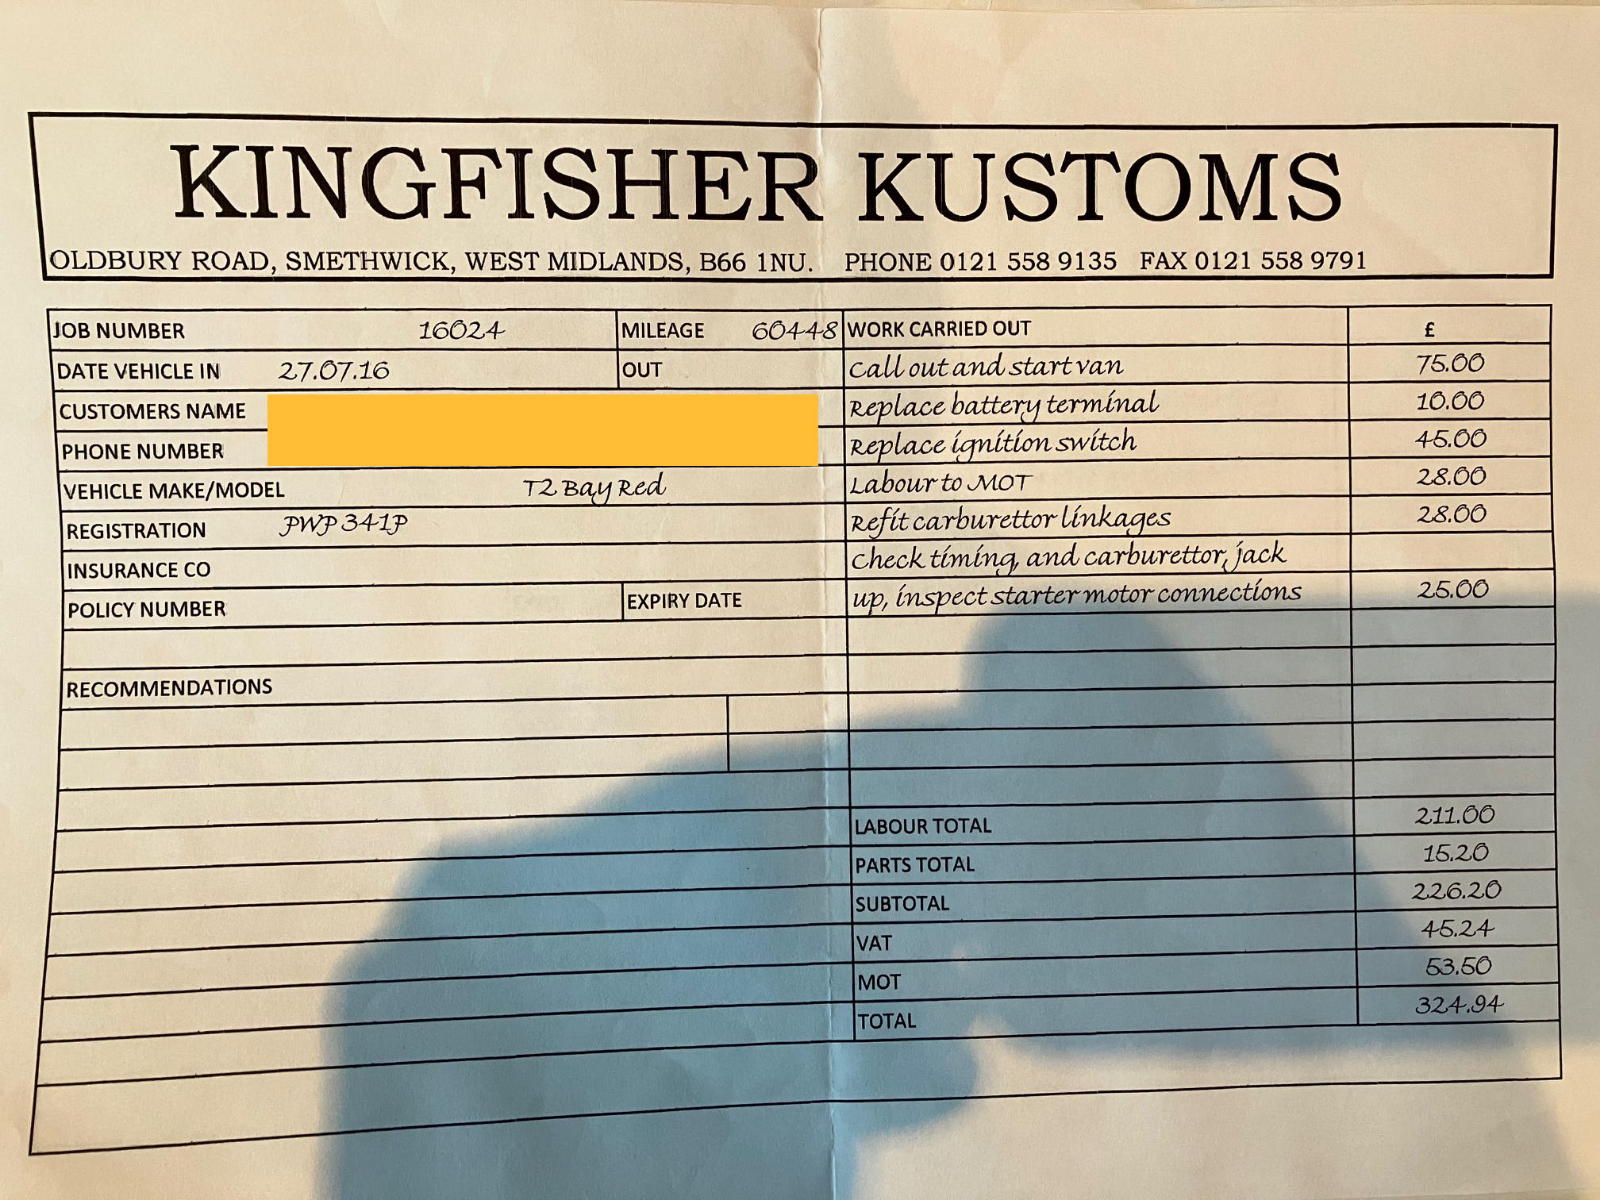 KINGFISHER KUSTOMS
OLDBURY ROAD, SMETHWICK, WEST MIDLANDS, B66 1NU. PHONE 0121 558 9135 FAX 0121 558 9791
JOB NUMBER 16024 MILEAGE 60448 WORK CARRIED OUT £
DATE VEHICLE IN 27.07.16 OUT Call out and start van 75.00
CUSTOMERS NAME Replace battery terminal 10.00
PHONE NUMBER Replace ignition switch 45.00
VEHICLE MAKE/MODEL T2 Bay Red Labour to MOT 28.00
REGISTRATION PWP 341P Refit carburettor linkages 28.00
INSURANCE CO Check timing, and carburettor, jack
POLICY NUMBER EXPIRY DATE up, inspect starter motor connections 25.00
RECOMMENDATIONS
LABOUR TOTAL 211.00
PARTS TOTAL 15.20
SUBTOTAL 226.20
VAT 45.24
MOT 53.50
TOTAL 324.94